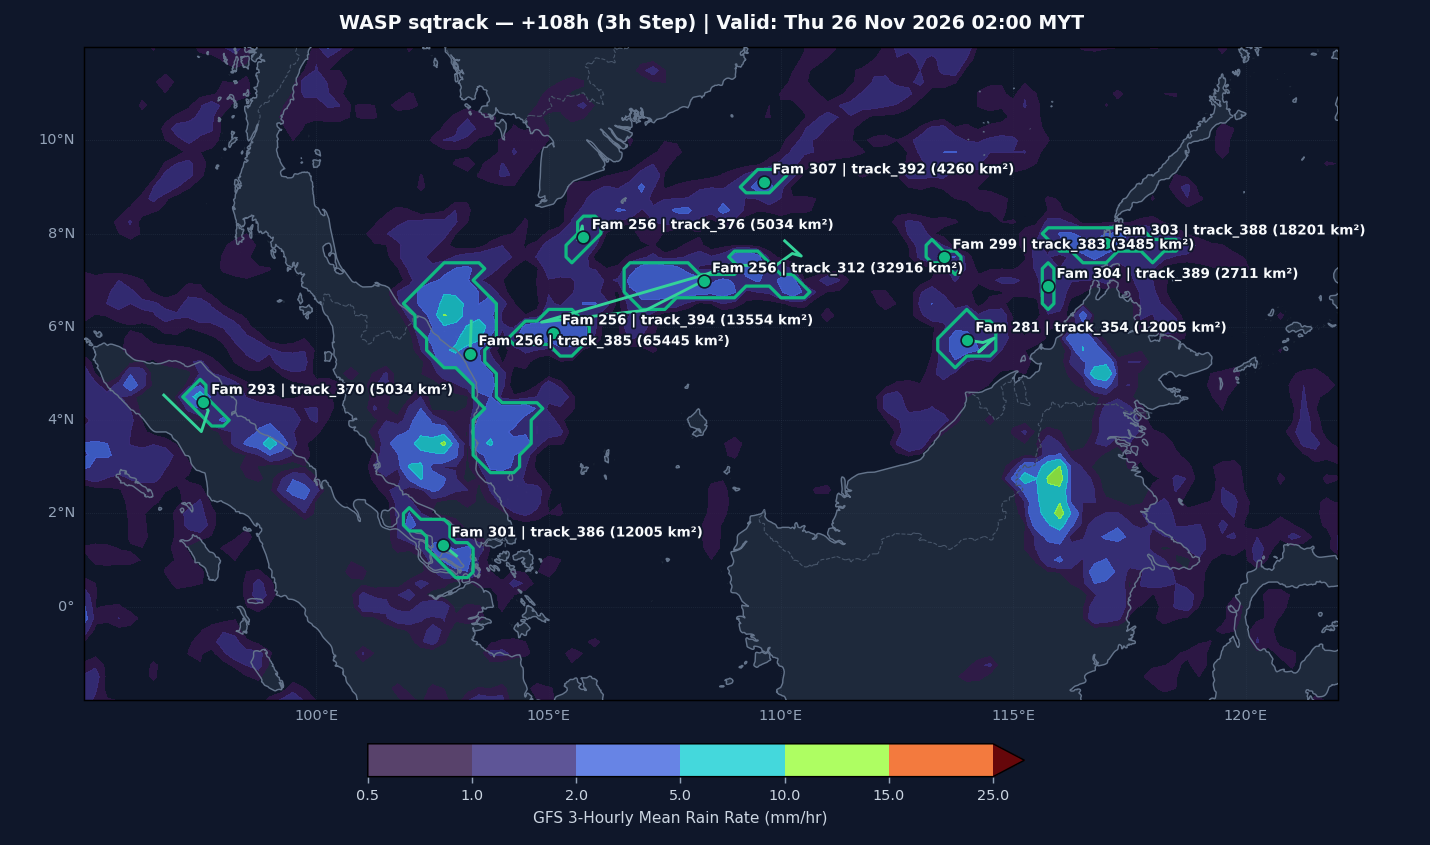 WASP sqtrack — +108h (3h Step) | Valid: Thu 26 Nov 2026 02:00 MYT
10°N
8°N
6°N
4°N
2°N
0°
Fam 307 | track_392 (4260 km²)
Fam 256 | track_376 (5034 km²)
Fam 303 | track_388 (18201 km²)
Fam 299 | track_383 (3485 km²)
Fam 256 | track_312 (32916 km²)
Fam 304 | track_389 (2711 km²)
Fam 256 | track_394 (13554 km²)
Fam 281 | track_354 (12005 km²)
Fam 256 | track_385 (65445 km²)
Fam 293 | track_370 (5034 km²)
Fam 301 | track_386 (12005 km²)
100°E 105°E 110°E 115°E 120°E
0.5 1.0 2.0 5.0 10.0 15.0 25.0
GFS 3-Hourly Mean Rain Rate (mm/hr)